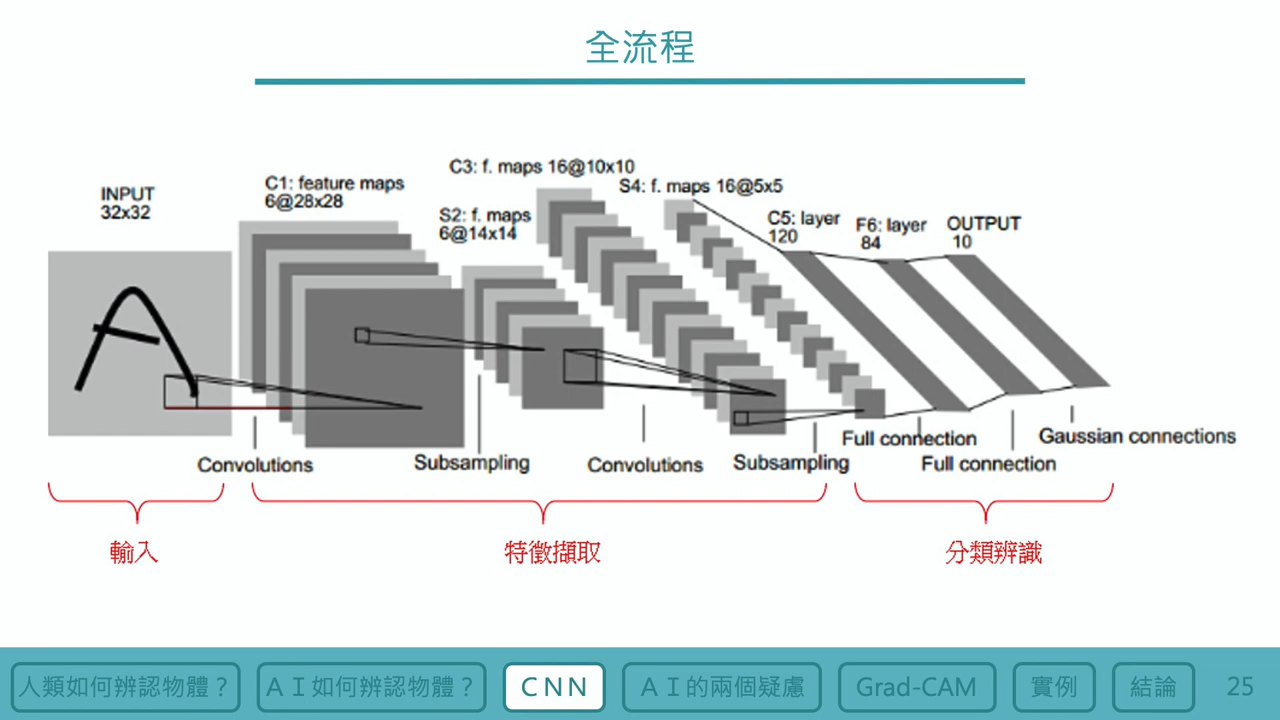 全流程
INPUT
32x32
C1: feature maps
6@28x28
S2: f. maps
6@14x14
C3: f. maps 16@10x10
S4: f. maps 16@5x5
C5: layer
120
F6: layer
84
OUTPUT
10
Convolutions
Subsampling
Convolutions
Subsampling
Full connection
Full connection
Gaussian connections
輸入
特徵擷取
分類辨識
人類如何辨認物體？
ＡＩ如何辨認物體？
ＣＮＮ
ＡＩ的兩個疑慮
Grad-CAM
實例
結論
25